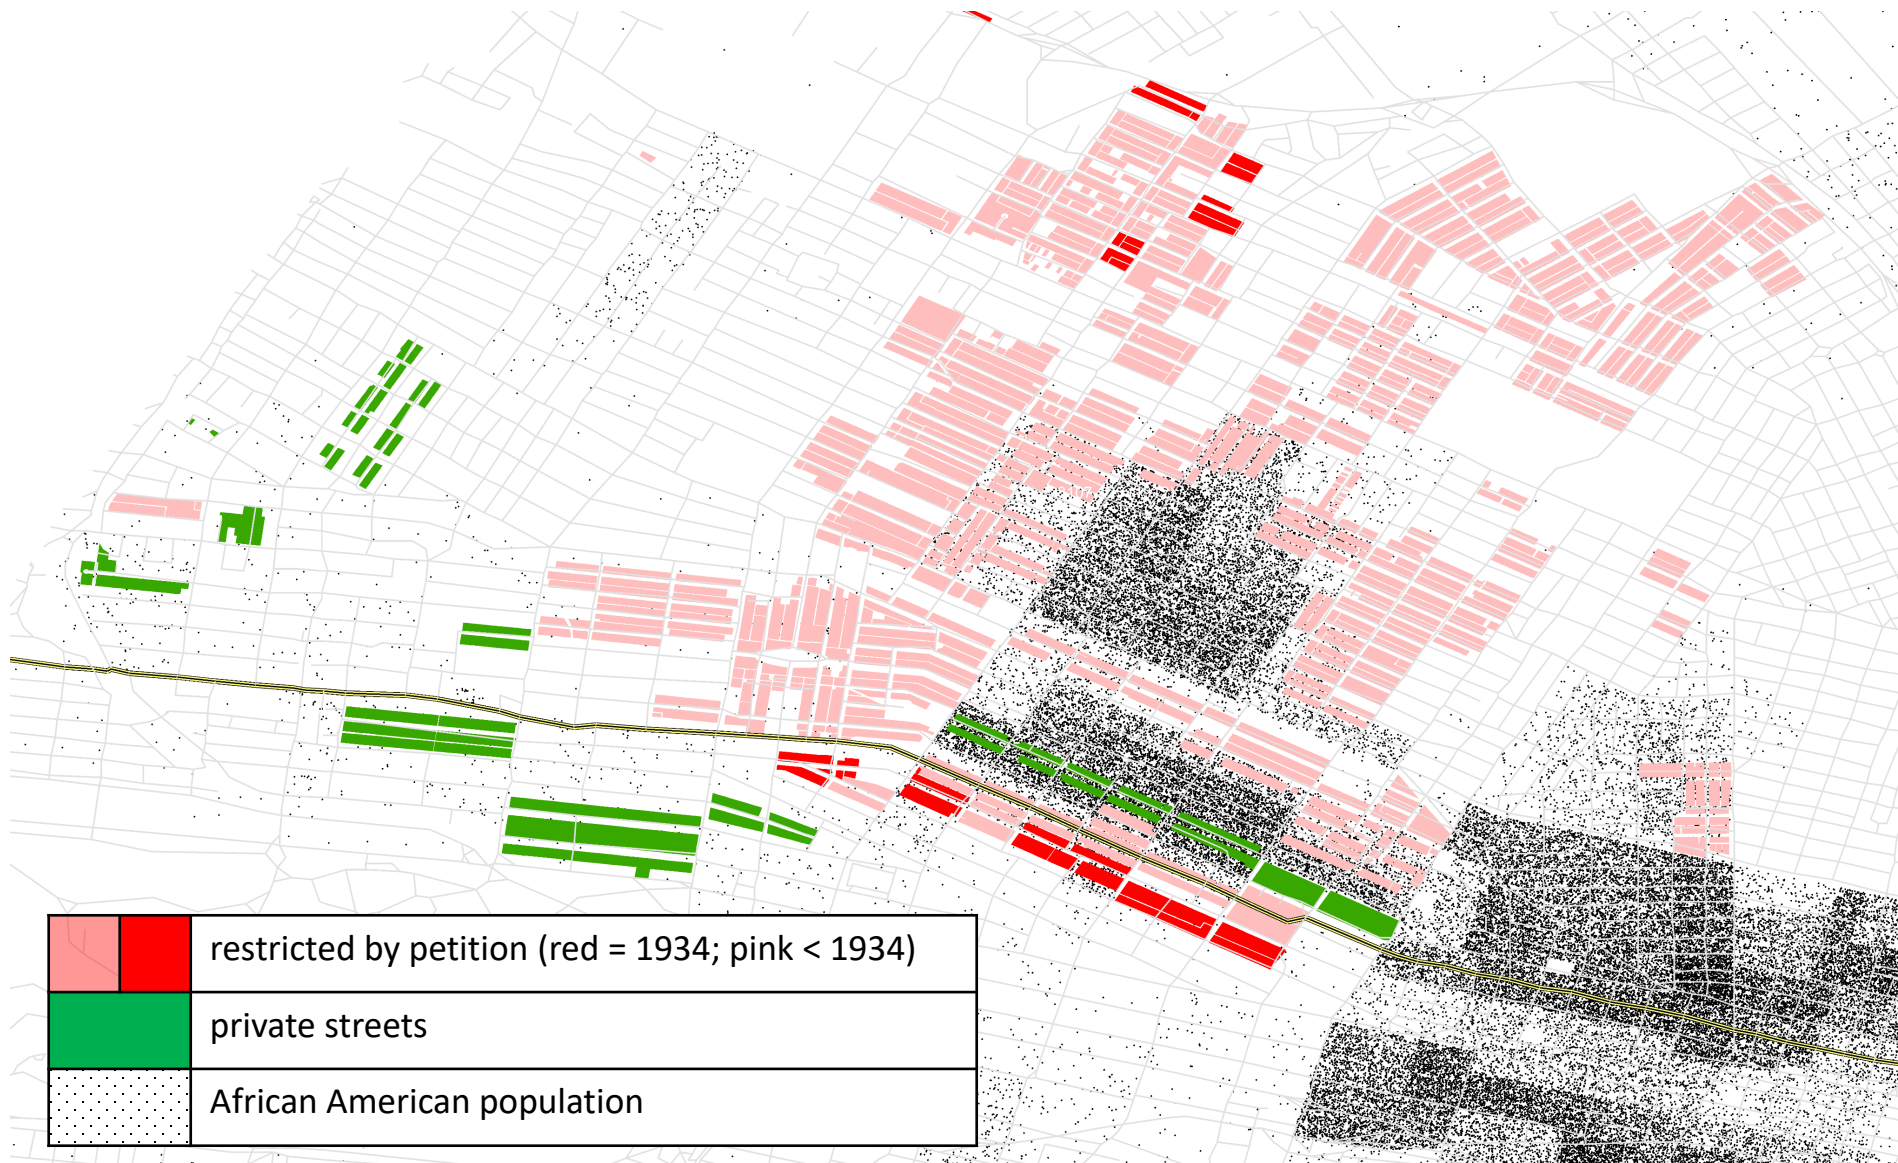 restricted by petition (red = 1934; pink < 1934)
private streets
African American population